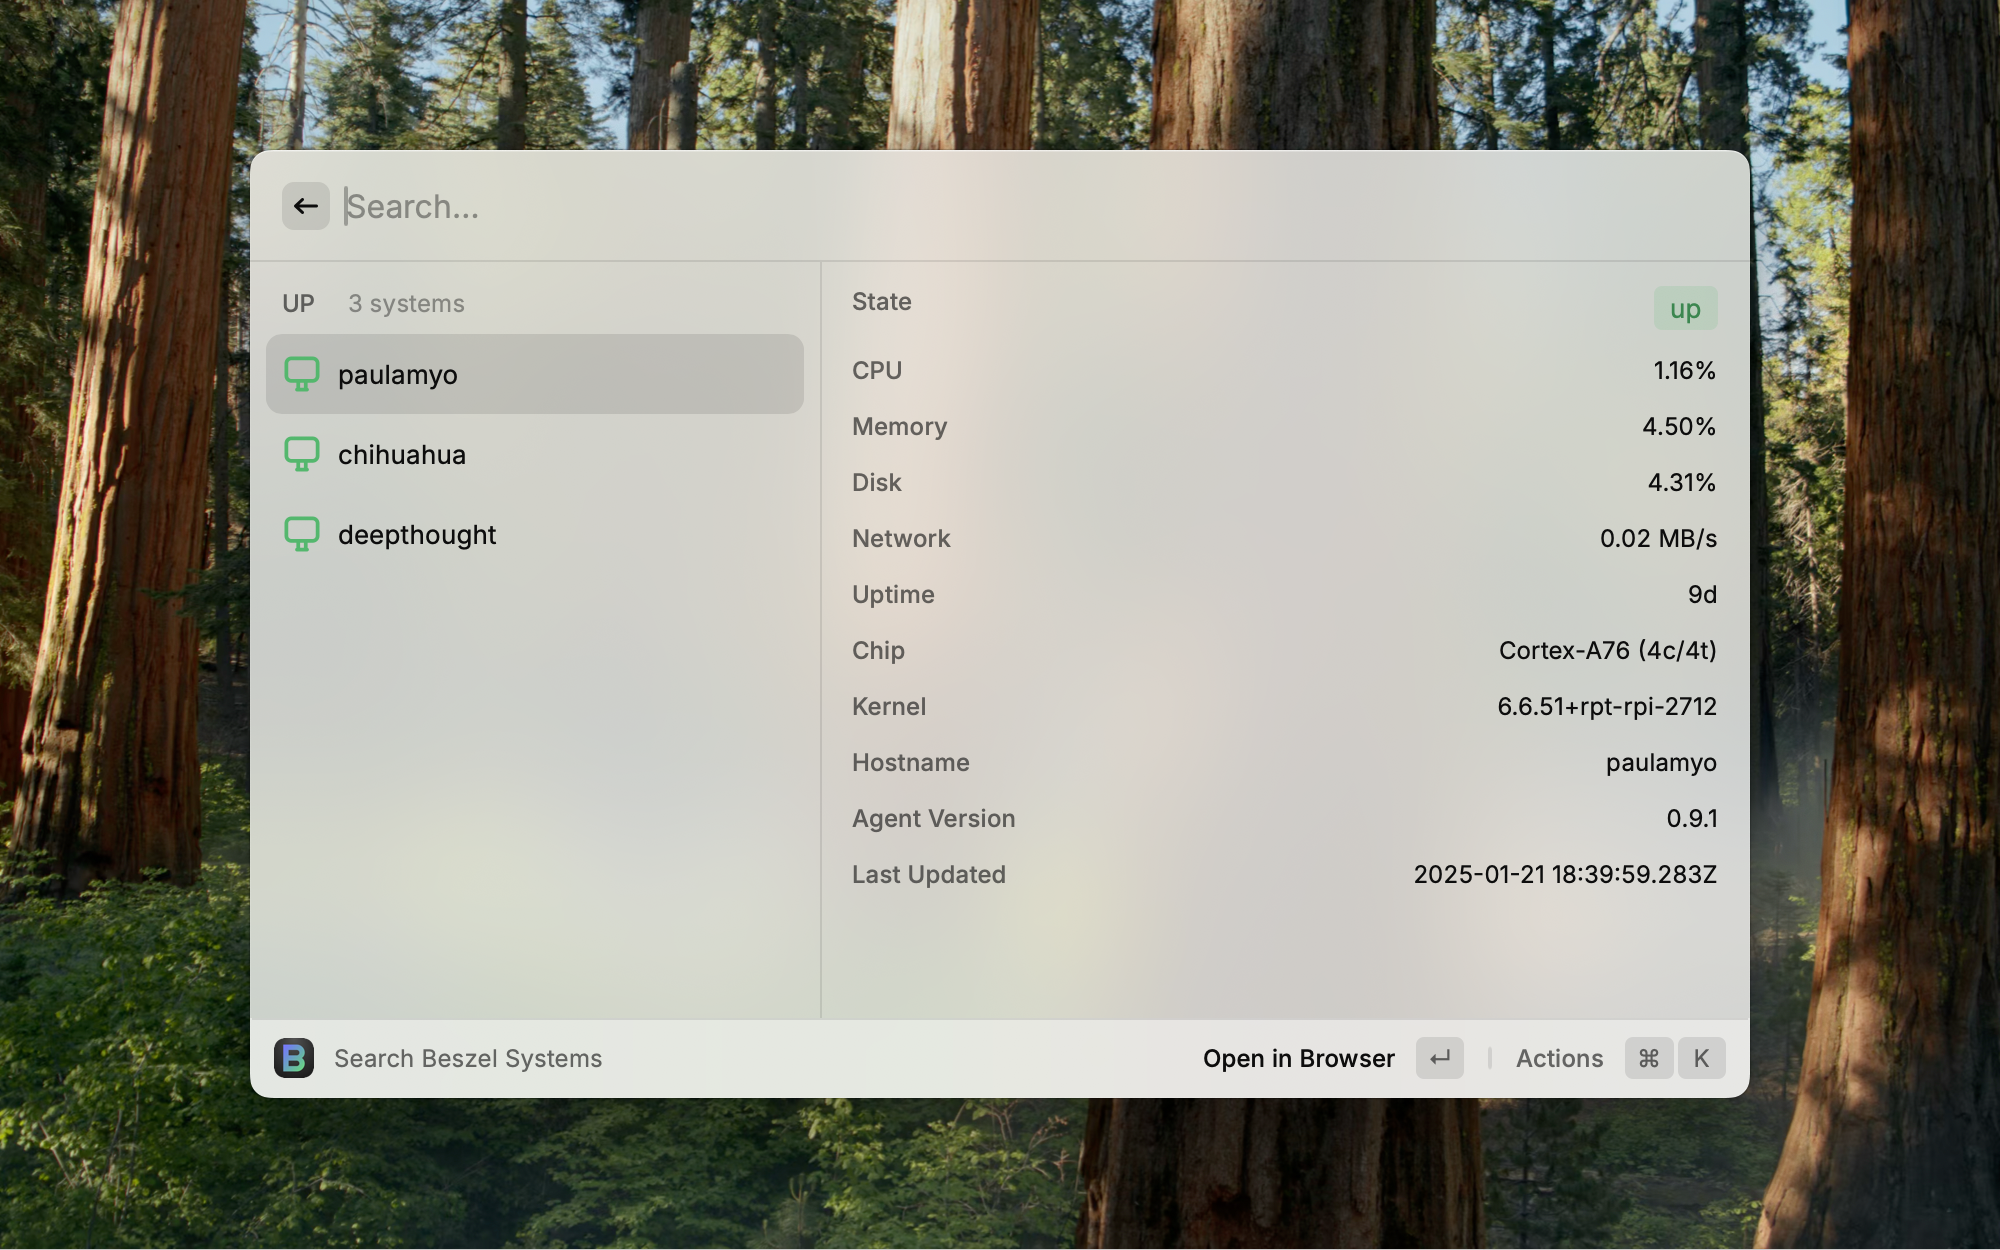 Search...
UP 3 systems
paulamyo
chihuahua
deepthought
State up
CPU 1.16%
Memory 4.50%
Disk 4.31%
Network 0.02 MB/s
Uptime 9d
Chip Cortex-A76 (4c/4t)
Kernel 6.6.51+rpt-rpi-2712
Hostname paulamyo
Agent Version 0.9.1
Last Updated 2025-01-21 18:39:59.283Z
B Search Beszel Systems Open in Browser ↵ Actions ⌘ K